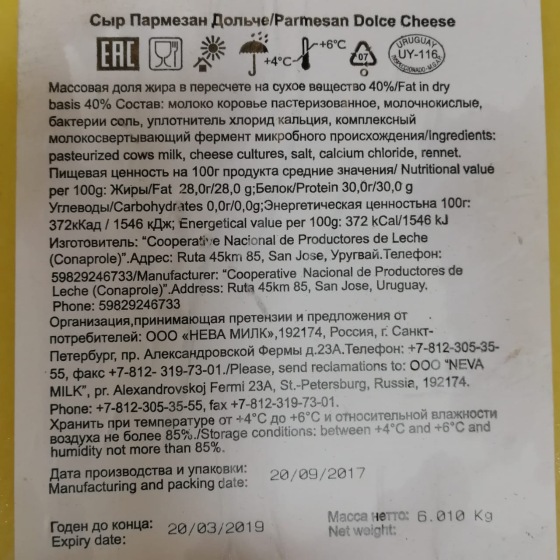 Сыр Пармезан Дольче/Parmesan Dolce Cheese
EAC
+4°C
+6°C
07
URUGUAY
UY-116
Массовая доля жира в пересчете на сухое вещество 40%/Fat in dry
basis 40% Состав: молоко коровье пастеризованное, молочнокислые,
бактерии соль, уплотнитель хлорид кальция, комплексный
молокосвертывающий фермент микробного происхождения/Ingredients:
pasteurized cows milk, cheese cultures, salt, calcium chloride, rennet.
Пищевая ценность на 100г продукта средние значения/ Nutritional value
per 100g: Жиры/Fat 28,0г/28,0 g;Белок/Protein 30,0г/30,0 g
Углеводы/Carbohydrates 0,0г/0,0g;Энергетическая ценностьна 100г:
372кКад / 1546 кДж; Energetical value per 100g: 372 kCal/1546 kJ
Изготовитель: "Cooperative Nacional de Productores de Leche
(Conaprole)".Адрес: Ruta 45km 85, San Jose, Уругвай.Телефон:
59829246733/Manufacturer: "Cooperative Nacional de Productores de
Leche (Conaprole)".Address: Ruta 45km 85, San Jose, Uruguay.
Phone: 59829246733
Организация,принимающая претензии и предложения от
потребителей: ООО «НЕВА МИЛК»,192174, Россия, г. Санкт-
Петербург, пр. Александровской Фермы д.23А.Телефон: +7-812-305-35-
55, факс +7-812- 319-73-01./Please, send reclamations to: OOO "NEVA
MILK", pr. Alexandrovskoj Fermi 23A, St.-Petersburg, Russia, 192174.
Phone: +7-812-305-35-55, fax +7-812-319-73-01.
Хранить при температуре от +4°С до +6°С и относительной влажности
воздуха не более 85%./Storage conditions: between +4°C and +6°C and
humidity not more than 85%.
Дата производства и упаковки: 20/09/2017
Manufacturing and packing date:
Годен до конца: 20/03/2019
Expiry date:
Масса нетто: 6.010 Kg
Net weight: